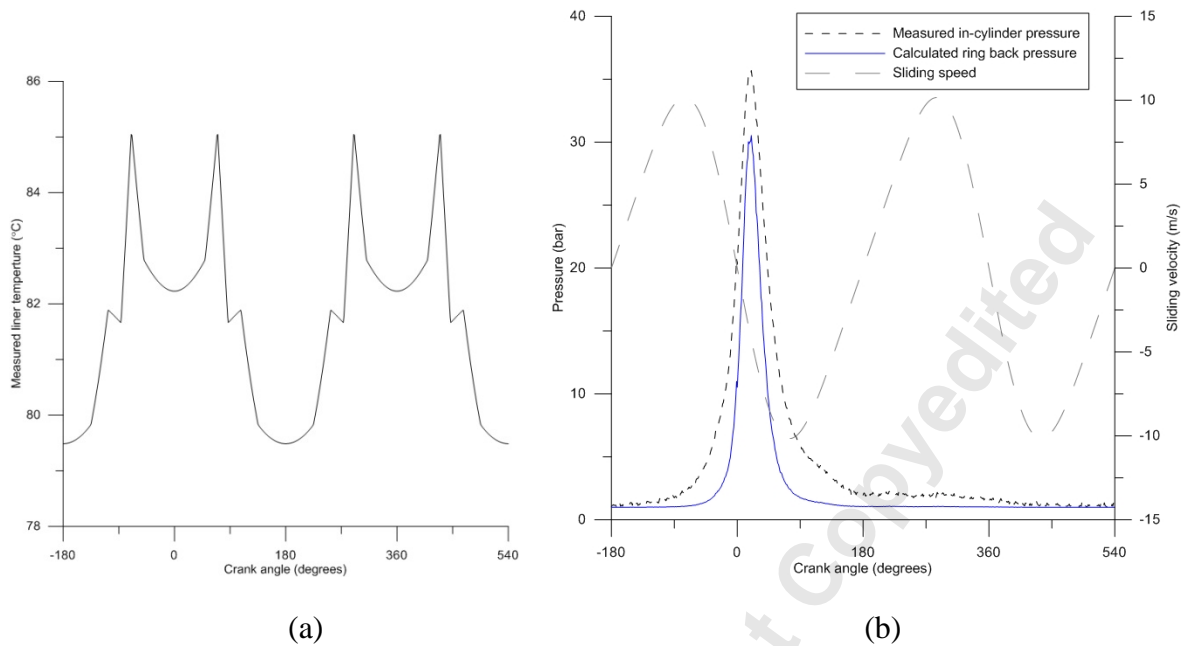 86
84
82
80
78
Measured liner temperture (°C)
-180
0
180
360
540
Crank angle (degrees)
(a)
40
30
20
10
0
Pressure (bar)
Measured in-cylinder pressure
Calculated ring back pressure
Sliding speed
15
10
5
0
-5
-10
-15
Sliding velocity (m/s)
-180
0
180
360
540
Crank angle (degrees)
(b)
t Copyedited